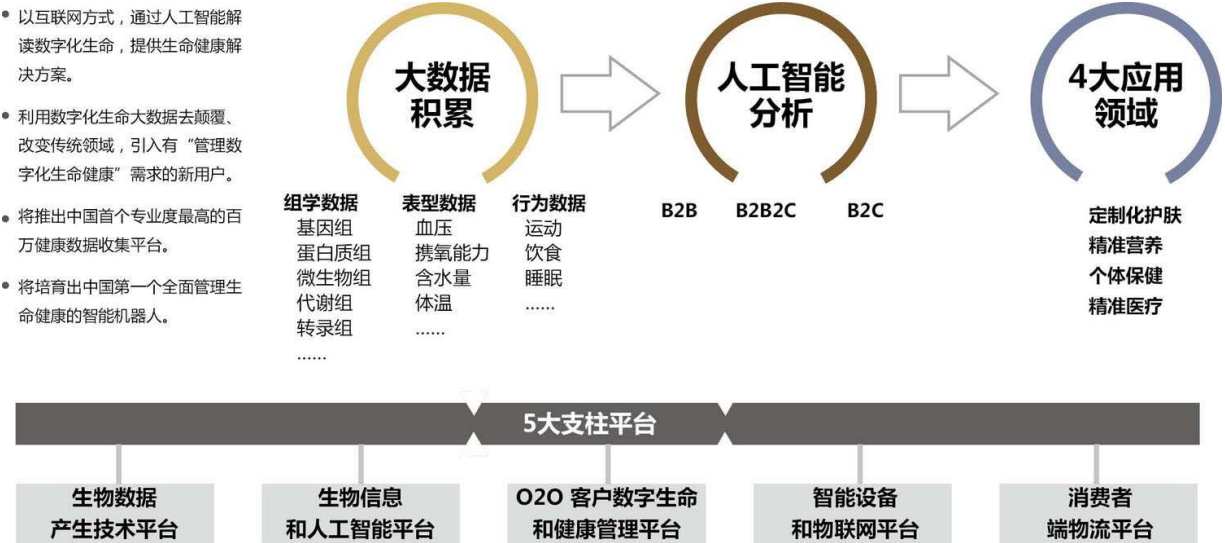 以互联网方式，通过人工智能解
读数字化生命，提供生命健康解
决方案。
利用数字化生命大数据去颠覆、
改变传统领域，引入有“管理数
字化生命健康”需求的新用户。
将推出中国首个专业度最高的百
万健康数据收集平台。
将培育出中国第一个全面管理生
命健康的智能机器人。
大数据
积累
人工智能
分析
4大应用
领域
组学数据
基因组
蛋白质组
微生物组
代谢组
转录组
……
表型数据
血压
携氧能力
含水量
体温
……
行为数据
运动
饮食
睡眠
……
B2B B2B2C B2C
定制化护肤
精准营养
个体保健
精准医疗
5大支柱平台
生物数据
产生技术平台
生物信息
和人工智能平台
O2O 客户数字生命
和健康管理平台
智能设备
和物联网平台
消费者
端物流平台